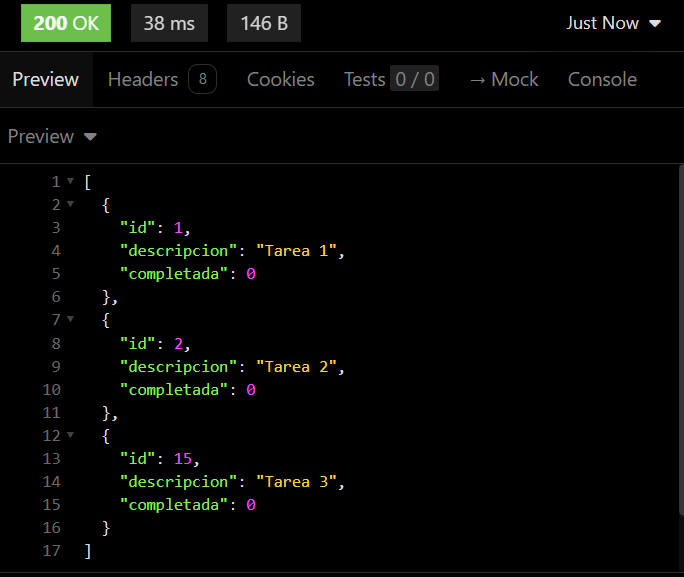 200 OK 38 ms 146 B Just Now
Preview Headers 8 Cookies Tests 0 / 0 → Mock Console
Preview
1 [
2 {
3 "id": 1,
4 "descripcion": "Tarea 1",
5 "completada": 0
6 },
7 {
8 "id": 2,
9 "descripcion": "Tarea 2",
10 "completada": 0
11 },
12 {
13 "id": 15,
14 "descripcion": "Tarea 3",
15 "completada": 0
16 }
17 ]